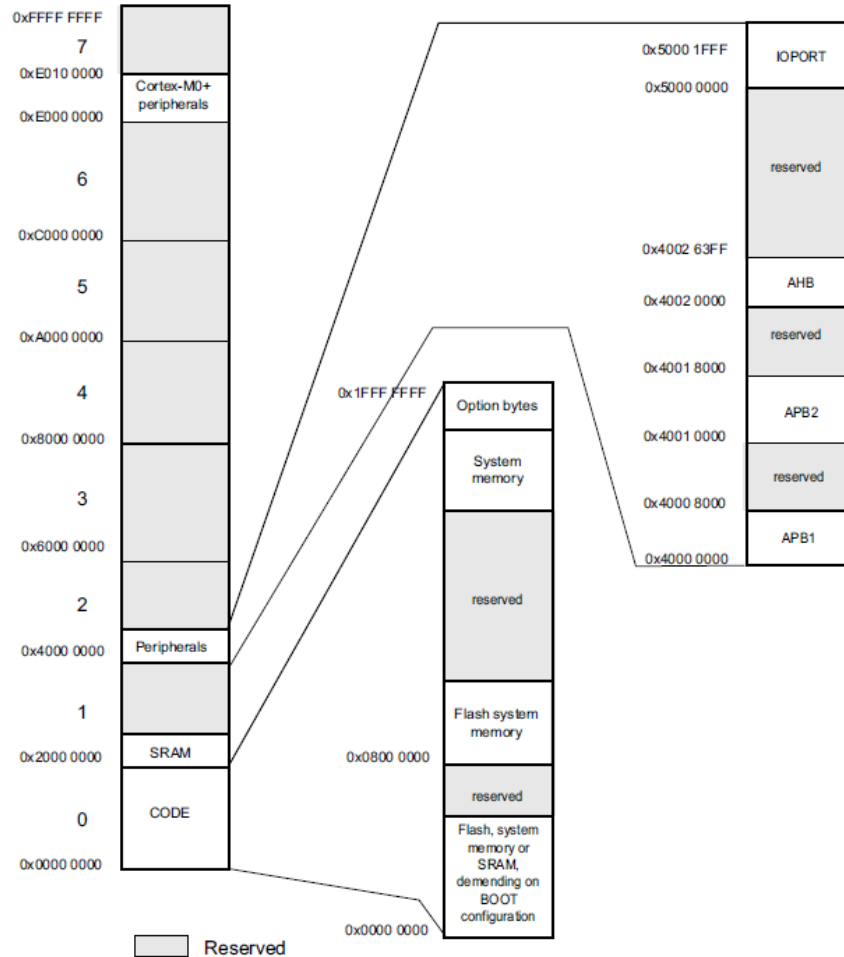 0xFFFF FFFF
7
0xE010 0000
Cortex-M0+
peripherals
0xE000 0000
6
0xC000 0000
5
0xA000 0000
4
0x8000 0000
3
0x6000 0000
2
0x4000 0000
Peripherals
1
0x2000 0000
SRAM
CODE
0
0x0000 0000
Reserved
0x1FFF FFFF
Option bytes
System
memory
reserved
Flash system
memory
0x0800 0000
reserved
Flash, system
memory or
SRAM,
demending on
BOOT
configuration
0x0000 0000
0x5000 1FFF
IOPORT
0x5000 0000
reserved
0x4002 63FF
AHB
0x4002 0000
reserved
0x4001 8000
APB2
0x4001 0000
reserved
0x4000 8000
APB1
0x4000 0000